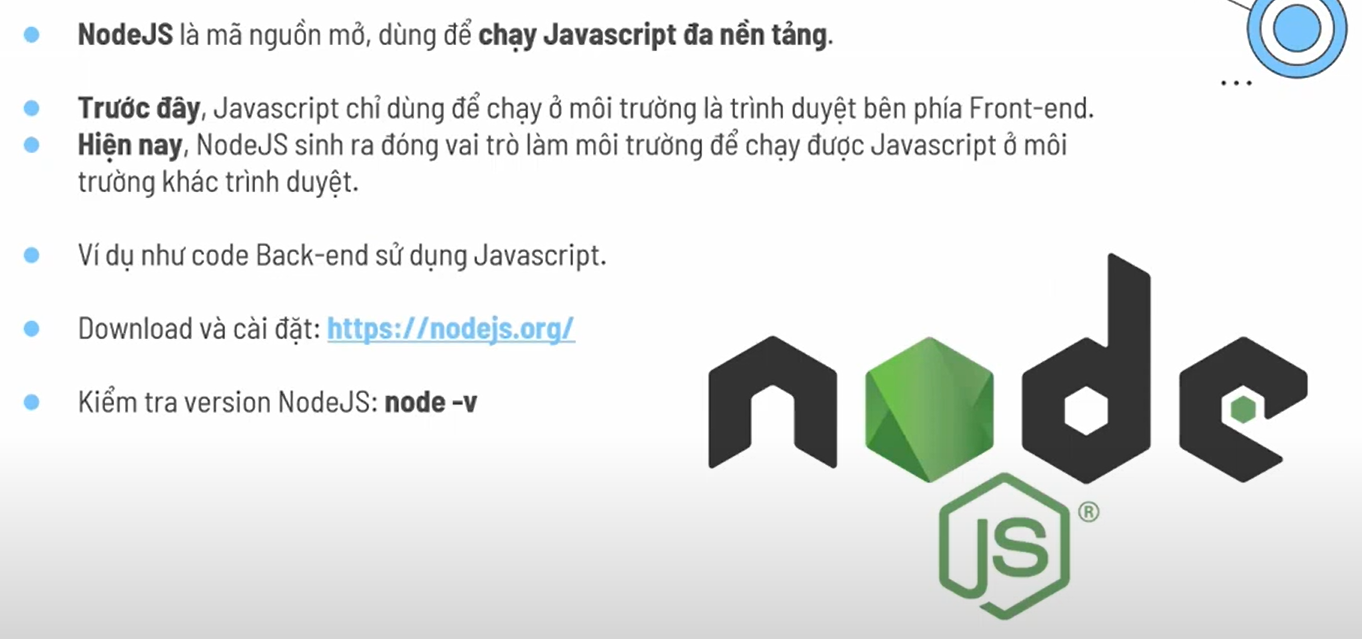 NodeJS là mã nguồn mở, dùng để chạy Javascript đa nền tảng.
Trước đây, Javascript chỉ dùng để chạy ở môi trường là trình duyệt bên phía Front-end.
Hiện nay, NodeJS sinh ra đóng vai trò làm môi trường để chạy được Javascript ở môi
trường khác trình duyệt.
Ví dụ như code Back-end sử dụng Javascript.
Download và cài đặt: https://nodejs.org/
Kiểm tra version NodeJS: node -v
node
JS ®